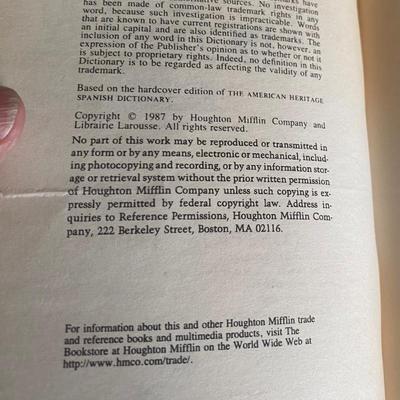 mative sources. No investigation
has been made of common-law trademark rights in any
word, because such investigation is impracticable. Words
that are known to have current registrations are shown with
an initial capital and are also identified as trademarks. The
inclusion of any word in this Dictionary is not, however, an
expression of the Publisher's opinion as to whether or not it
is subject to proprietary rights. Indeed, no definition in this
Dictionary is to be regarded as affecting the validity of any
trademark.
Based on the hardcover edition of THE AMERICAN HERITAGE
SPANISH DICTIONARY.
Copyright © 1987 by Houghton Mifflin Company and
Librairie Larousse. All rights reserved.
No part of this work may be reproduced or transmitted in
any form or by any means, electronic or mechanical, includ-
ing photocopying and recording, or by any information stor-
age or retrieval system without the prior written permission
of Houghton Mifflin Company unless such copying is ex-
pressly permitted by federal copyright law. Address in-
quiries to Reference Permissions, Houghton Mifflin Com-
pany, 222 Berkeley Street, Boston, MA 02116.
For information about this and other Houghton Mifflin trade
and reference books and multimedia products, visit The
Bookstore at Houghton Mifflin on the World Wide Web at
http://www.hmco.com/trade/.